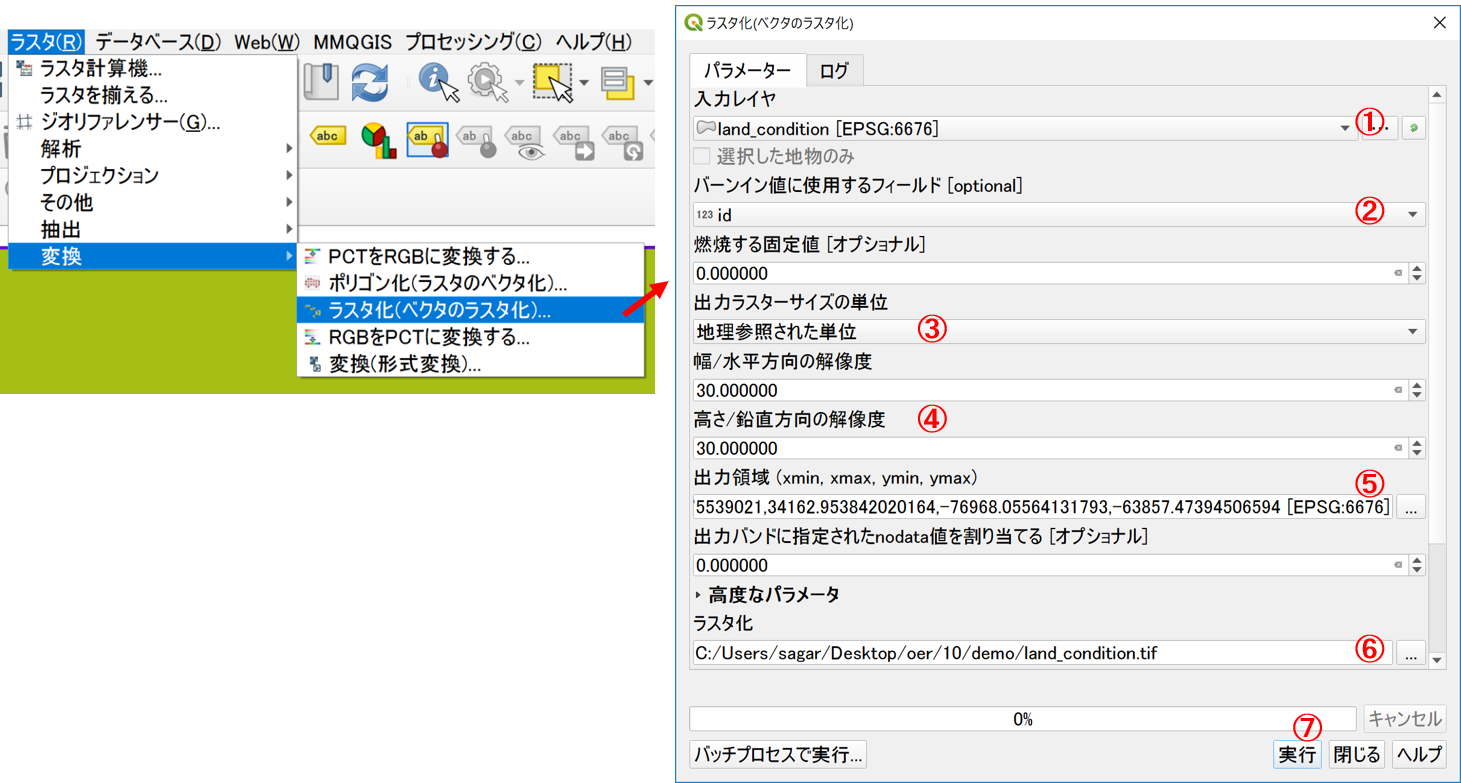 ラスタ(R) データベース(D) Web(W) MMQGIS プロセッシング(C) ヘルプ(H)
ラスタ計算機...
ラスタを揃える...
ジオリファレンサー(G)...
解析
プロジェクション
その他
抽出
変換
abc
ab
ab
abc
abc
abc
PCTをRGBに変換する...
ポリゴン化(ラスタのベクタ化)...
ラスタ化(ベクタのラスタ化)...
RGBをPCTに変換する...
変換(形式変換)...
ラスタ化(ベクタのラスタ化)
パラメーター ログ
入力レイヤ
land_condition [EPSG:6676] ① ...
選択した地物のみ
バーンイン値に使用するフィールド [optional]
123 id ②
燃焼する固定値 [オプショナル]
0.000000
出力ラスターサイズの単位
地理参照された単位 ③
幅/水平方向の解像度
30.000000
高さ/鉛直方向の解像度 ④
30.000000
出力領域 (xmin, xmax, ymin, ymax) ⑤
5539021,34162.953842020164,-76968.05564131793,-63857.47394506594 [EPSG:6676] ...
出力バンドに指定されたnodata値を割り当てる [オプショナル]
0.000000
高度なパラメータ
ラスタ化
C:/Users/sagar/Desktop/oer/10/demo/land_condition.tif ⑥ ...
0% キャンセル
⑦
バッチプロセスで実行... 実行 閉じる ヘルプ